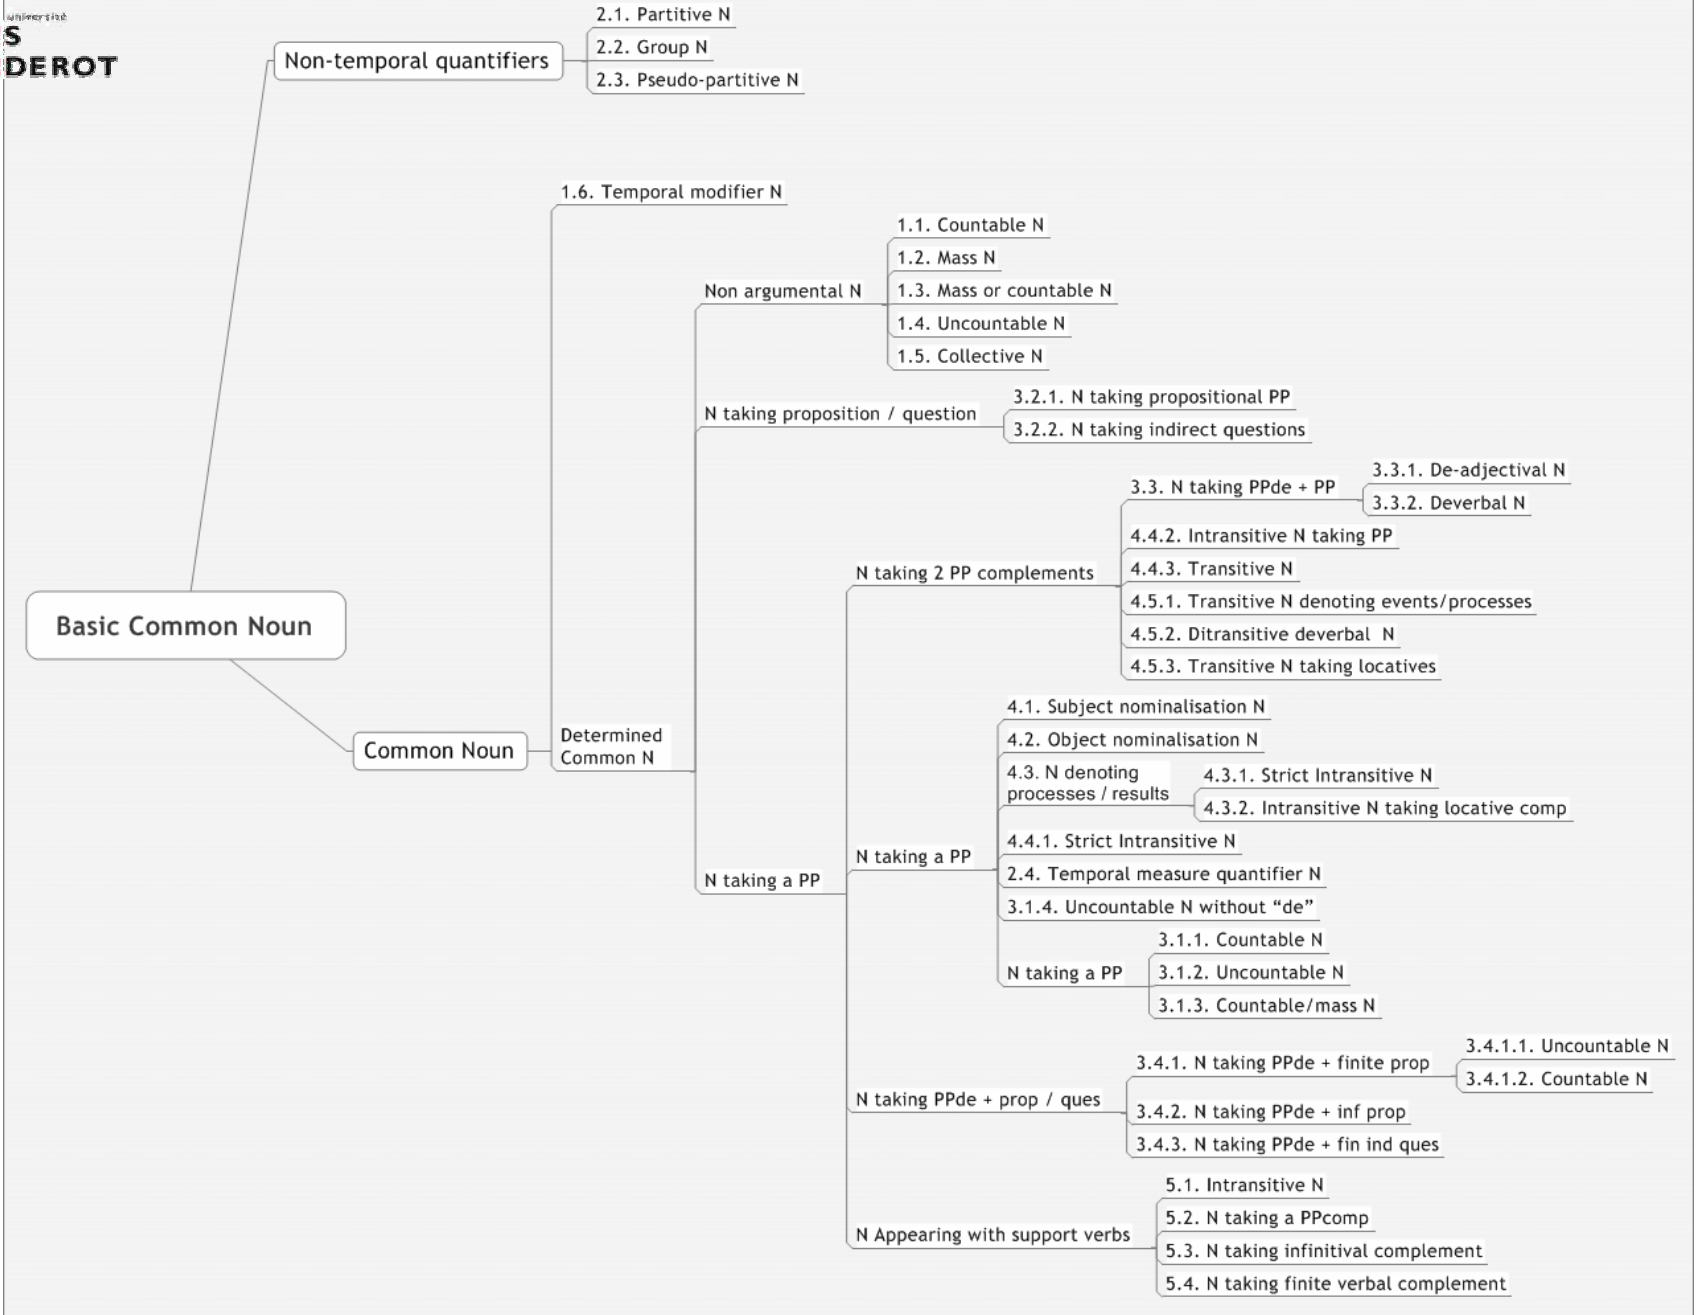 université
S
DEROT
2.1. Partitive N
Non-temporal quantifiers
2.2. Group N
2.3. Pseudo-partitive N
1.6. Temporal modifier N
1.1. Countable N
1.2. Mass N
Non argumental N
1.3. Mass or countable N
1.4. Uncountable N
1.5. Collective N
3.2.1. N taking propositional PP
N taking proposition / question
3.2.2. N taking indirect questions
3.3.1. De-adjectival N
3.3. N taking PPde + PP
3.3.2. Deverbal N
4.4.2. Intransitive N taking PP
N taking 2 PP complements
4.4.3. Transitive N
4.5.1. Transitive N denoting events/processes
4.5.2. Ditransitive deverbal N
4.5.3. Transitive N taking locatives
Basic Common Noun
Common Noun
Determined
Common N
4.1. Subject nominalisation N
4.2. Object nominalisation N
4.3. N denoting
processes / results
4.3.1. Strict Intransitive N
4.3.2. Intransitive N taking locative comp
4.4.1. Strict Intransitive N
N taking a PP
N taking a PP
2.4. Temporal measure quantifier N
3.1.4. Uncountable N without “de”
3.1.1. Countable N
N taking a PP
3.1.2. Uncountable N
3.1.3. Countable/mass N
3.4.1.1. Uncountable N
3.4.1. N taking PPde + finite prop
3.4.1.2. Countable N
N taking PPde + prop / ques
3.4.2. N taking PPde + inf prop
3.4.3. N taking PPde + fin ind ques
5.1. Intransitive N
5.2. N taking a PPcomp
N Appearing with support verbs
5.3. N taking infinitival complement
5.4. N taking finite verbal complement